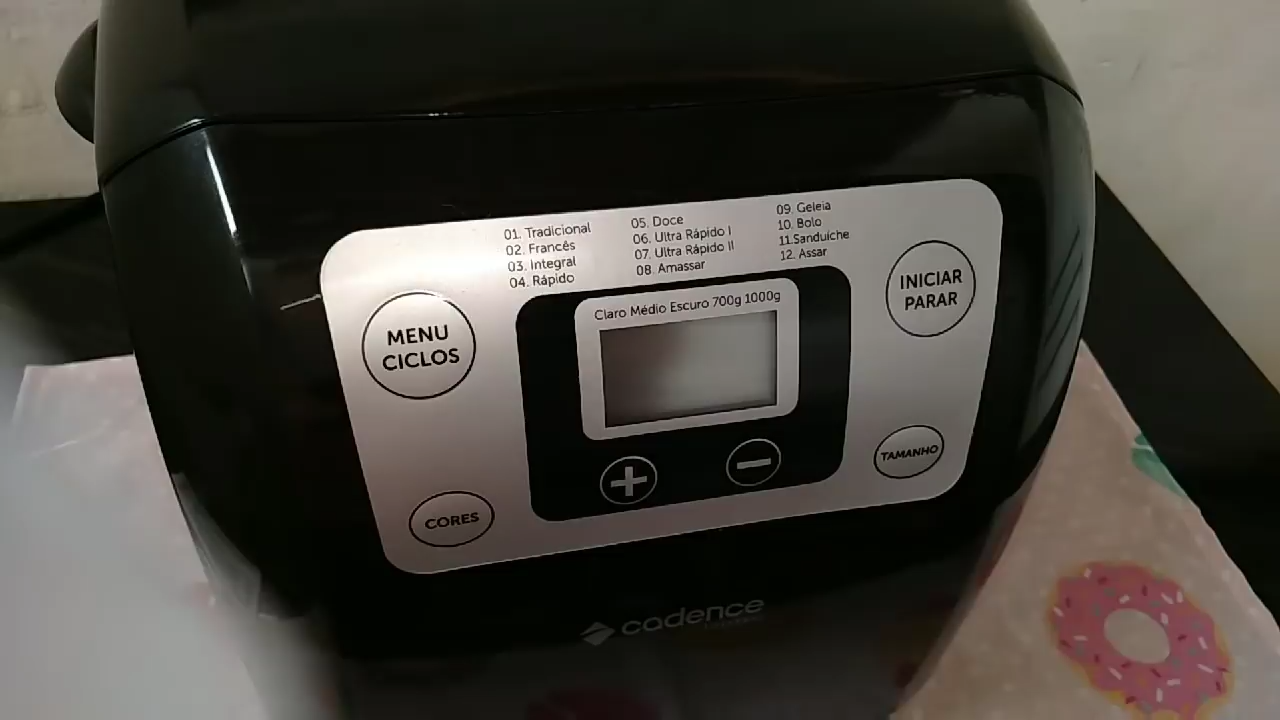 01. Tradicional
02. Francês
03. Integral
04. Rápido
05. Doce
06. Ultra Rápido I
07. Ultra Rápido II
08. Amassar
09. Geleia
10. Bolo
11.Sanduíche
12. Assar
MENU
CICLOS
Claro Médio Escuro 700g 1000g
INICIAR
PARAR
CORES
+
−
TAMANHO
cadence